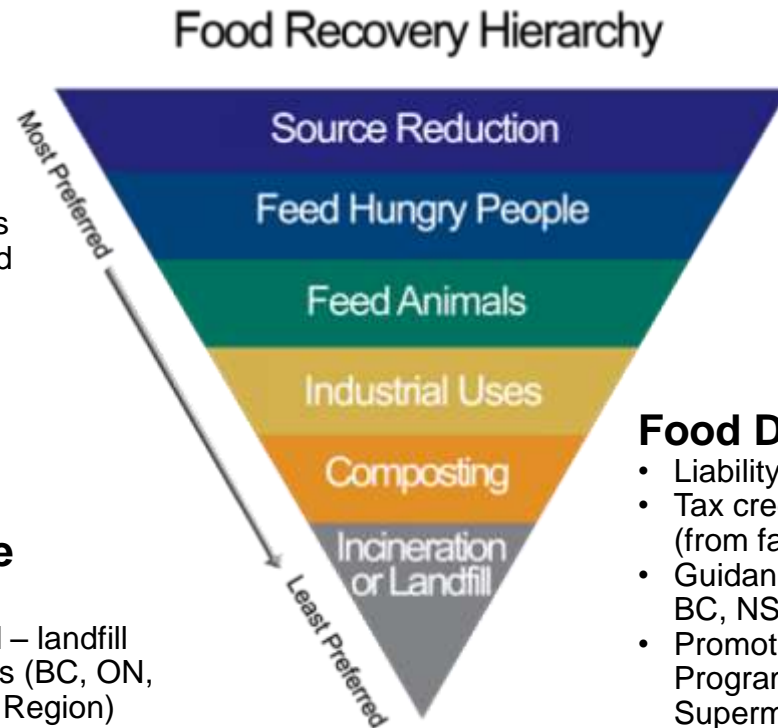 Food Recovery Hierarchy
Most Preferred
Source Reduction
Feed Hungry People
Feed Animals
Industrial Uses
Composting
Incineration
or Landfill
Least Preferred
s
d
e
– landfill
s (BC, ON,
Region)
Food D
• Liability
• Tax cre
(from fa
• Guidan
BC, NS
• Promot
Program
Superm